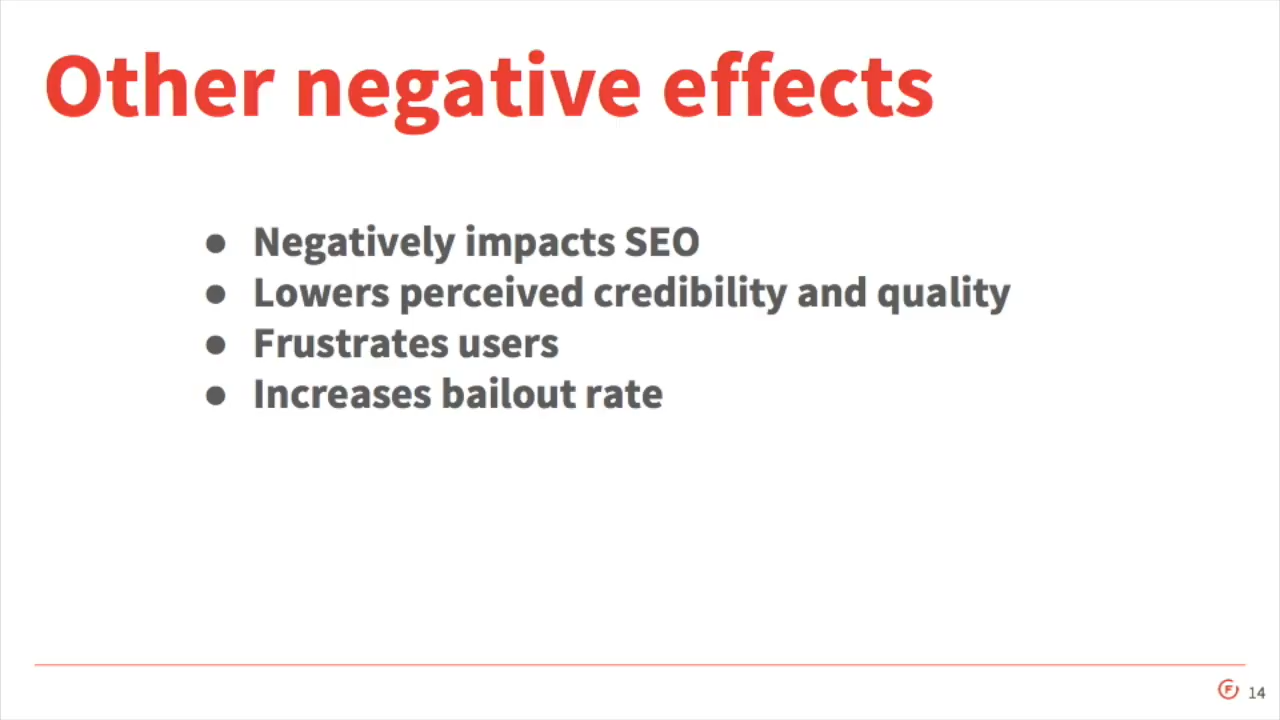 Other negative effects
● Negatively impacts SEO
● Lowers perceived credibility and quality
● Frustrates users
● Increases bailout rate
F 14